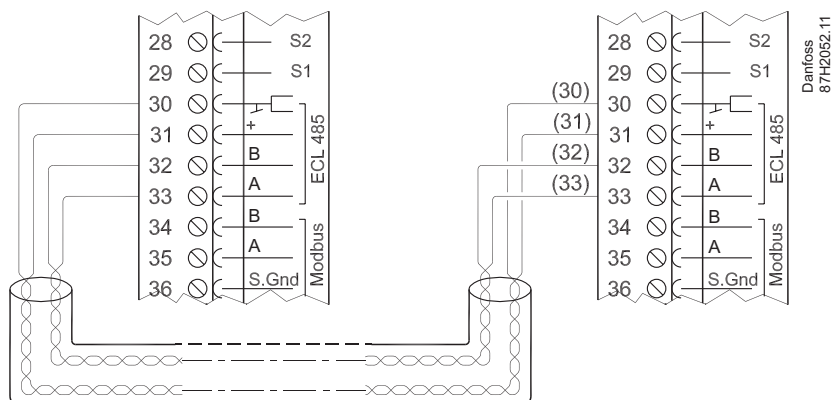 28 S2
29 S1
30
31 +
32 B
33 A
ECL 485
34 B
35 A
36 S.Gnd
Modbus
(30)
(31)
(32)
(33)
28 S2
29 S1
30
31 +
32 B
33 A
ECL 485
34 B
35 A
36 S.Gnd
Modbus
Danfoss
87H2052.11